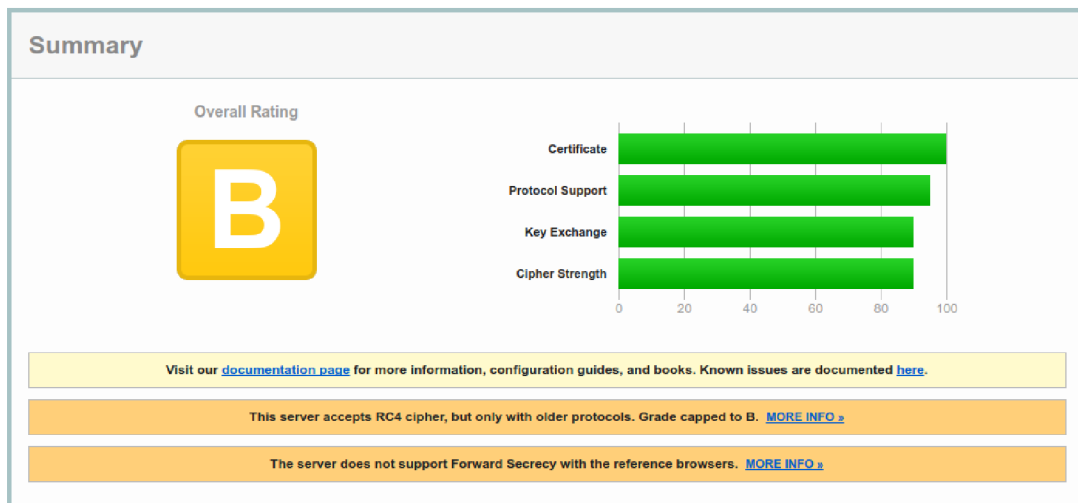 Summary
Overall Rating
B
Certificate
Protocol Support
Key Exchange
Cipher Strength
0 20 40 60 80 100
Visit our documentation page for more information, configuration guides, and books. Known issues are documented here.
This server accepts RC4 cipher, but only with older protocols. Grade capped to B. MORE INFO »
The server does not support Forward Secrecy with the reference browsers. MORE INFO »